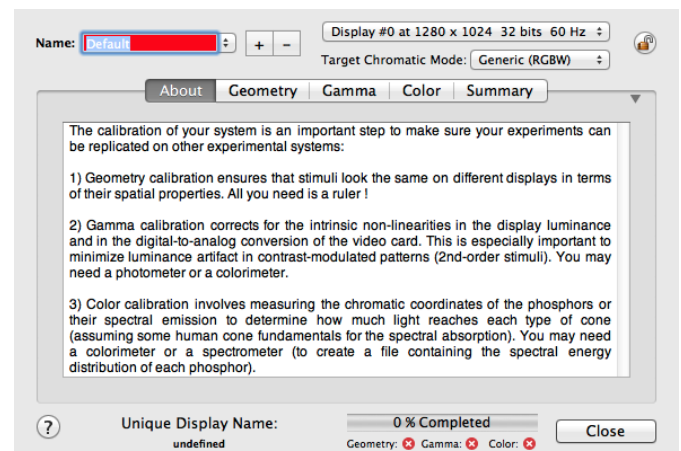 Name: Default + - Display #0 at 1280 x 1024 32 bits 60 Hz
Target Chromatic Mode: Generic (RGBW)
About Geometry Gamma Color Summary
The calibration of your system is an important step to make sure your experiments can
be replicated on other experimental systems:
1) Geometry calibration ensures that stimuli look the same on different displays in terms
of their spatial properties. All you need is a ruler !
2) Gamma calibration corrects for the intrinsic non-linearities in the display luminance
and in the digital-to-analog conversion of the video card. This is especially important to
minimize luminance artifact in contrast-modulated patterns (2nd-order stimuli). You may
need a photometer or a colorimeter.
3) Color calibration involves measuring the chromatic coordinates of the phosphors or
their spectral emission to determine how much light reaches each type of cone
(assuming some human cone fundamentals for the spectral absorption). You may need
a colorimeter or a spectrometer (to create a file containing the spectral energy
distribution of each phosphor).
? Unique Display Name: 0 % Completed Close
undefined Geometry: Gamma: Color: